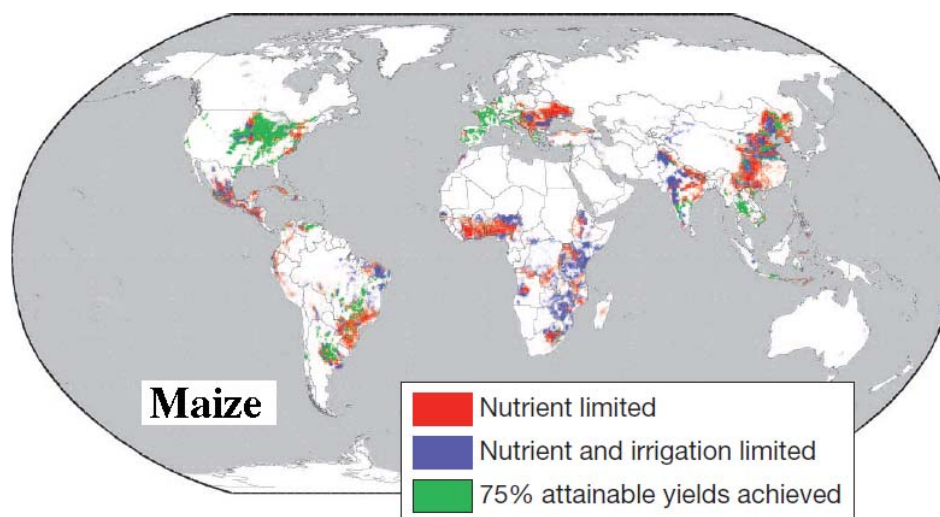 Maize
Nutrient limited
Nutrient and irrigation limited
75% attainable yields achieved